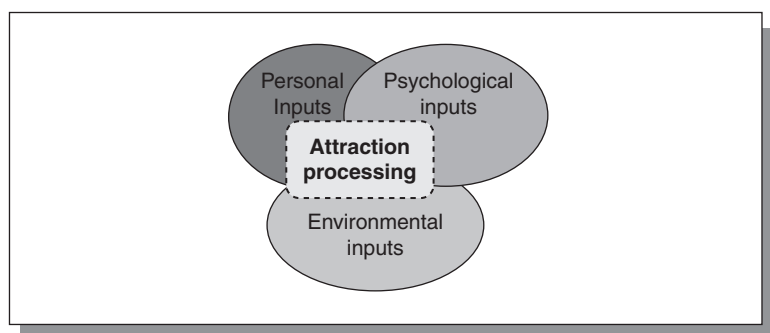 Personal
Inputs
Psychological
inputs
Attraction
processing
Environmental
inputs